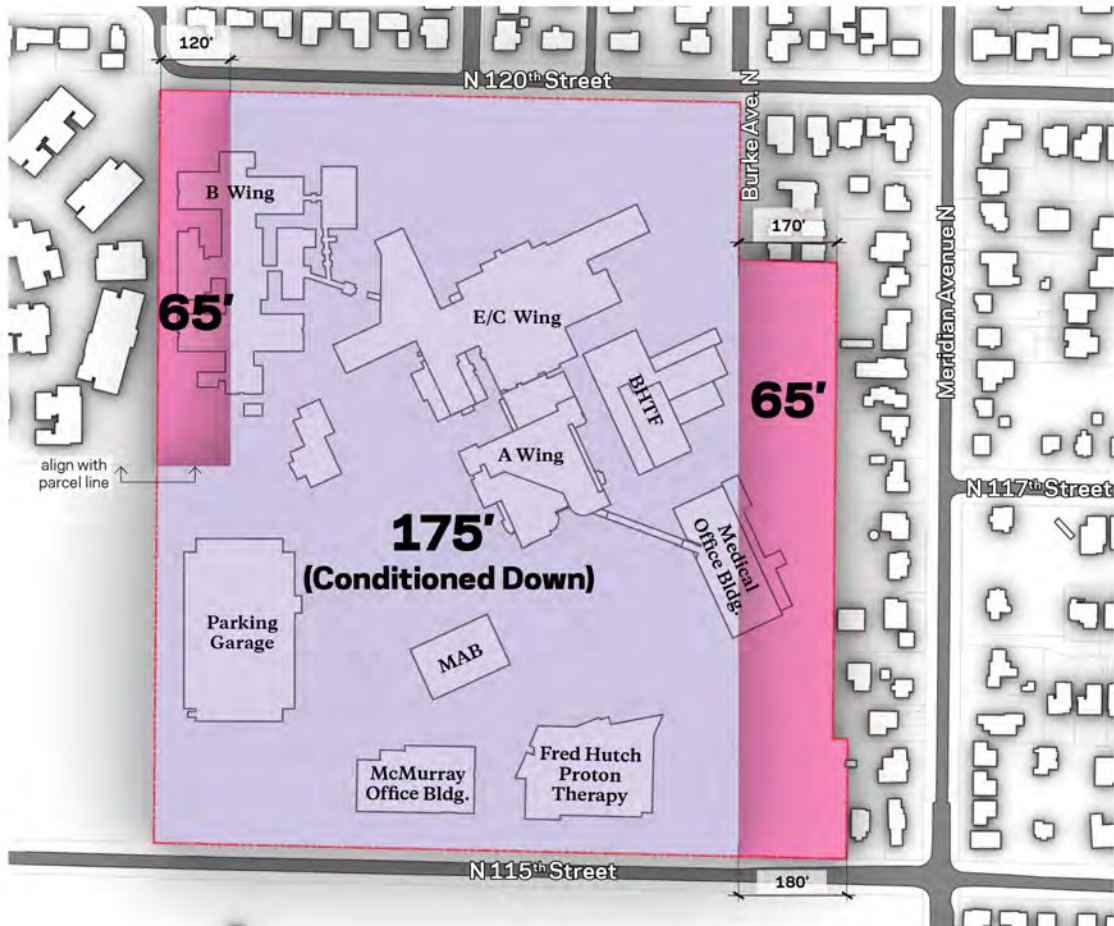 120'
N 120th Street
Burke Ave. N
B Wing
Meridian Avenue N
170'
65'
E/C Wing
BHTF
65'
A Wing
align with
parcel line
N 117th Street
175'
(Conditioned Down)
Medical
Office Bldg.
Parking
Garage
MAB
McMurray
Office Bldg.
Fred Hutch
Proton
Therapy
N 115th Street
180'